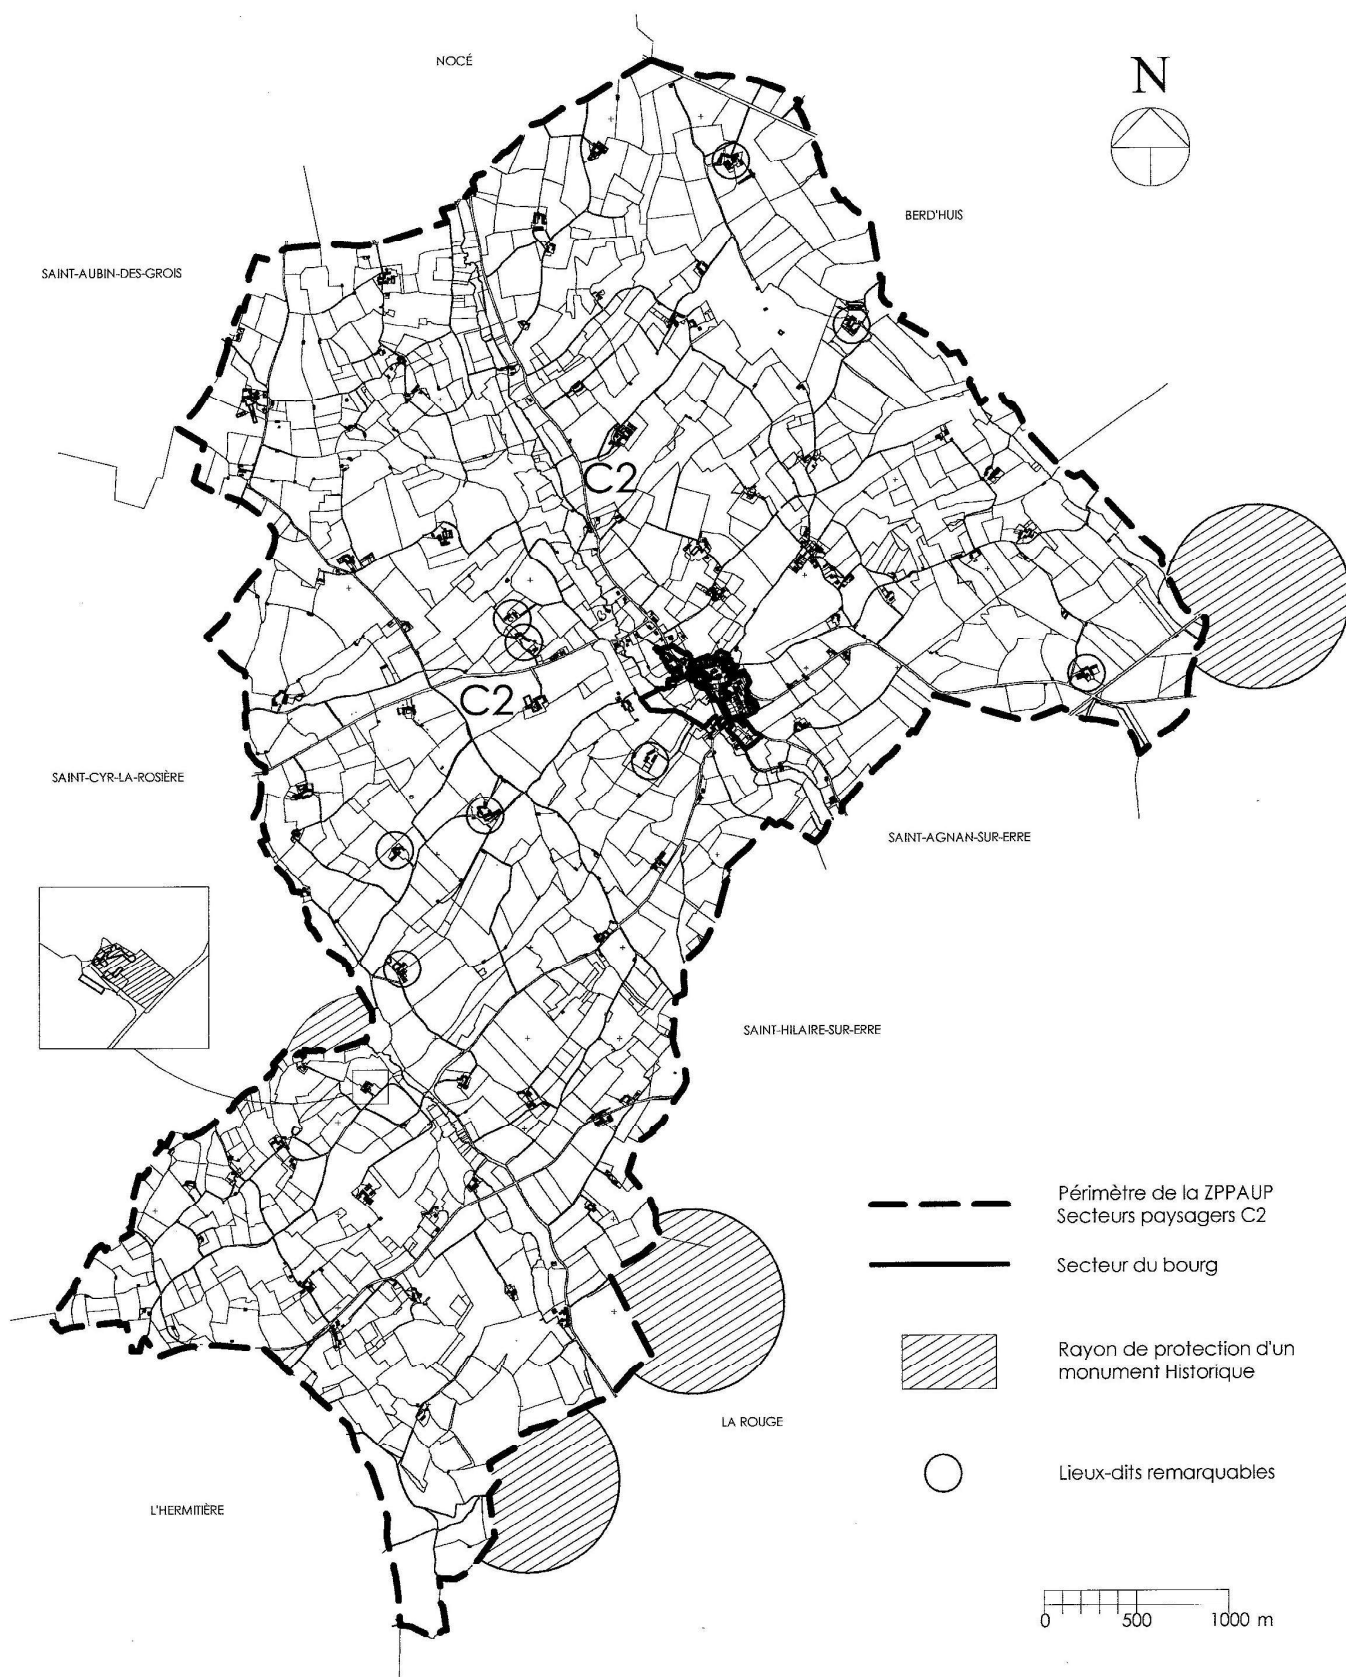 NOCÉ
N
BERD'HUIS
SAINT-AUBIN-DES-GROIS
C2
C2
SAINT-CYR-LA-ROSIÈRE
SAINT-AGNAN-SUR-ERRE
SAINT-HILAIRE-SUR-ERRE
Périmètre de la ZPPAUP
Secteurs paysagers C2
Secteur du bourg
Rayon de protection d'un
monument Historique
LA ROUGE
Lieux-dits remarquables
L'HERMITIÈRE
0 500 1000 m